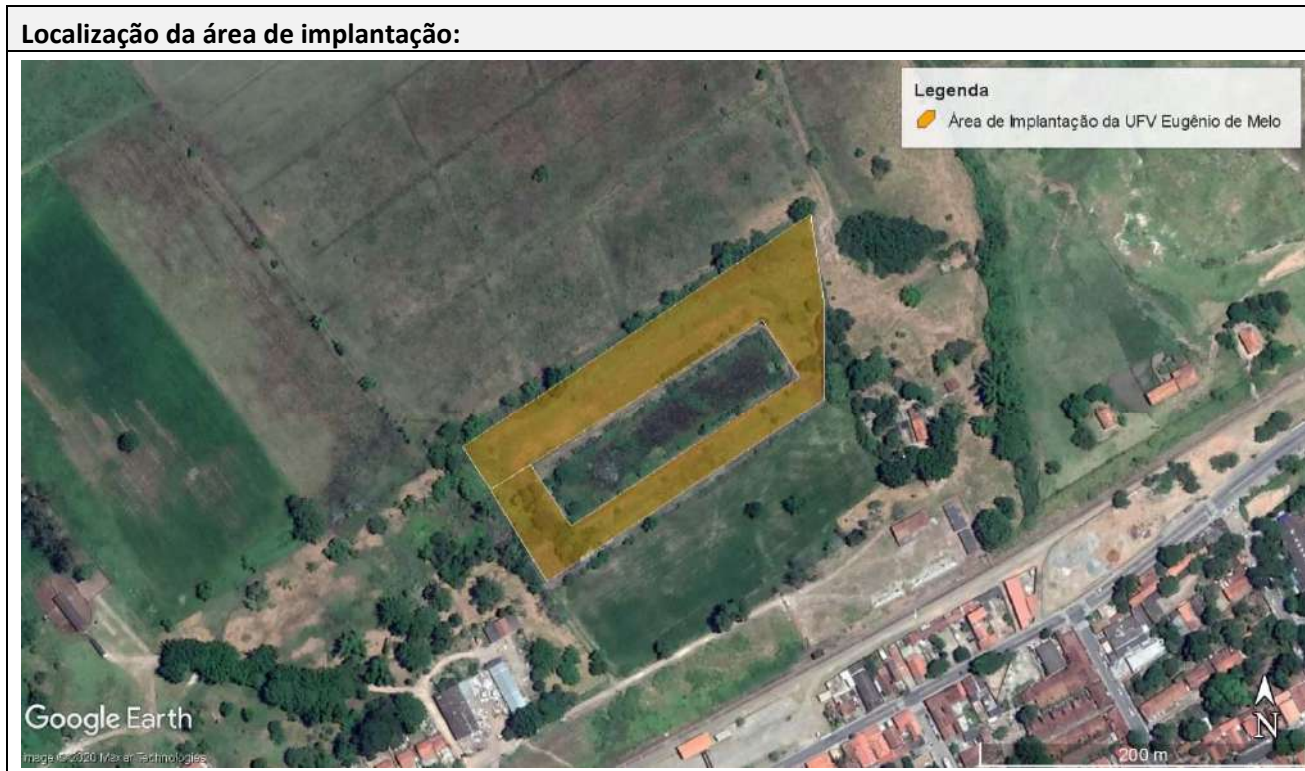 Localização da área de implantação:
Legenda
Área de Implantação da UFV Eugênio de Melo
Google Earth
Image © 2020 Maxar Technologies
200 m
N